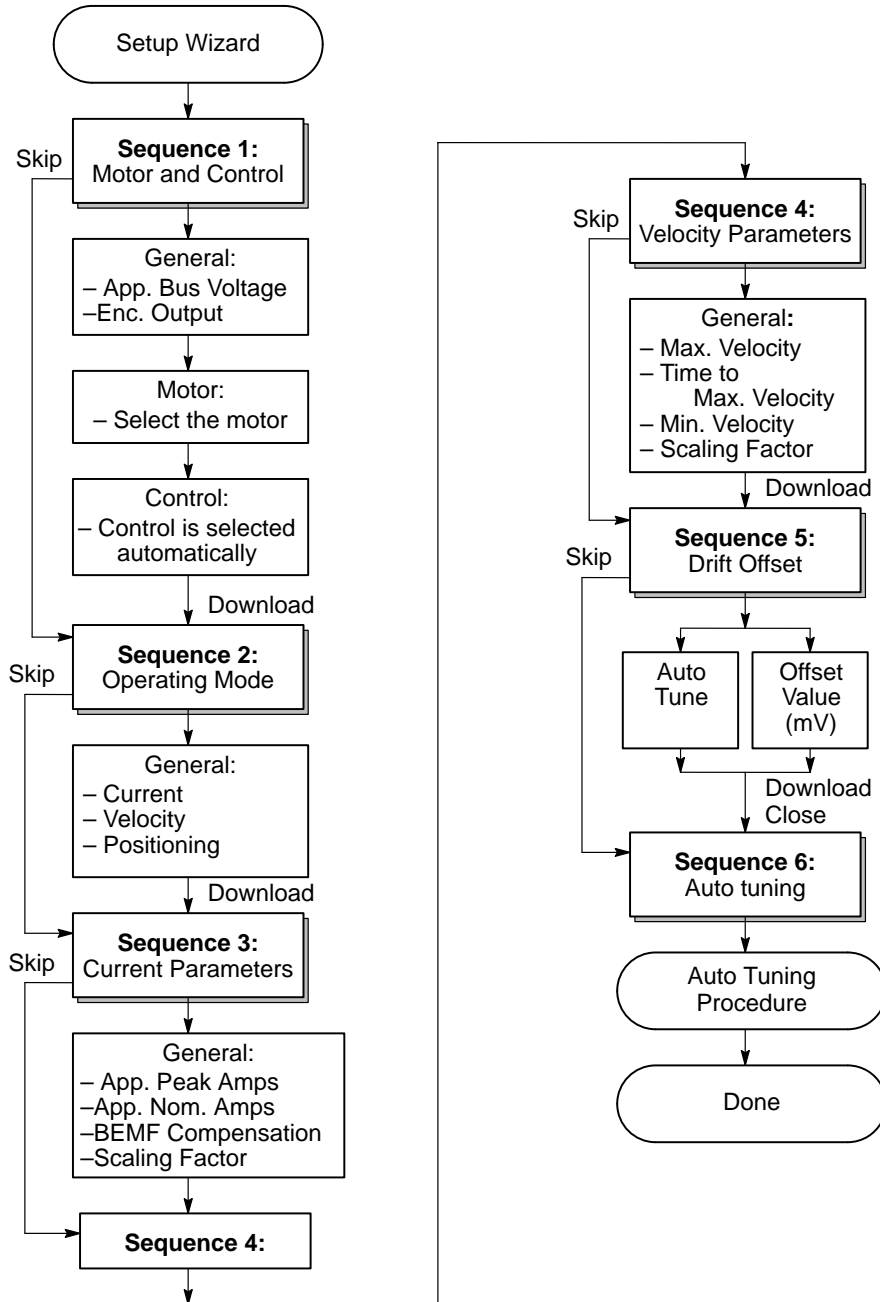 Setup Wizard
Skip
Sequence 1:
Motor and Control
General:
– App. Bus Voltage
–Enc. Output
Motor:
– Select the motor
Control:
– Control is selected
automatically
Download
Skip
Sequence 2:
Operating Mode
General:
– Current
– Velocity
– Positioning
Download
Skip
Sequence 3:
Current Parameters
General:
– App. Peak Amps
–App. Nom. Amps
–BEMF Compensation
–Scaling Factor
Sequence 4:
Skip
Sequence 4:
Velocity Parameters
General:
– Max. Velocity
– Time to
Max. Velocity
– Min. Velocity
– Scaling Factor
Download
Skip
Sequence 5:
Drift Offset
Auto
Tune
Offset
Value
(mV)
Download
Close
Sequence 6:
Auto tuning
Auto Tuning
Procedure
Done